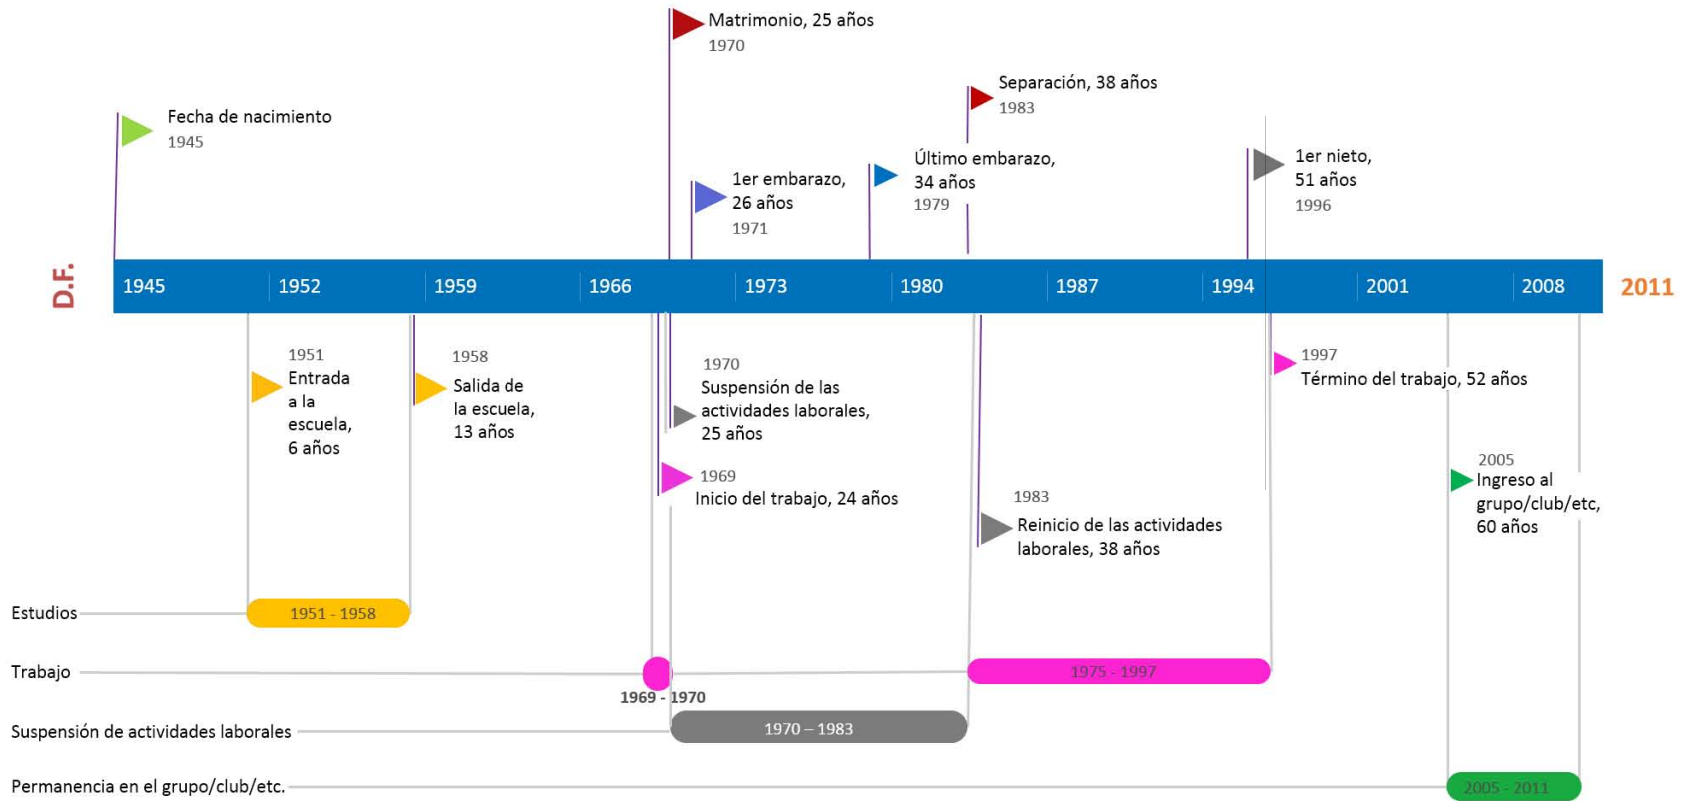 Matrimonio, 25 años
1970
Separación, 38 años
1983
Fecha de nacimiento
1945
1er embarazo,
26 años
1971
Último embarazo,
34 años
1979
1er nieto,
51 años
1996
D.F.
1945 1952 1959 1966 1973 1980 1987 1994 2001 2008
2011
1951
Entrada
a la
escuela,
6 años
1958
Salida de
la escuela,
13 años
1970
Suspensión de las
actividades laborales,
25 años
1969
Inicio del trabajo, 24 años
1983
Reinicio de las actividades
laborales, 38 años
1997
Término del trabajo, 52 años
2005
Ingreso al
grupo/club/etc,
60 años
Estudios
1951 - 1958
Trabajo
1969 - 1970
1975 - 1997
Suspensión de actividades laborales
1970 – 1983
Permanencia en el grupo/club/etc.
2005 - 2011